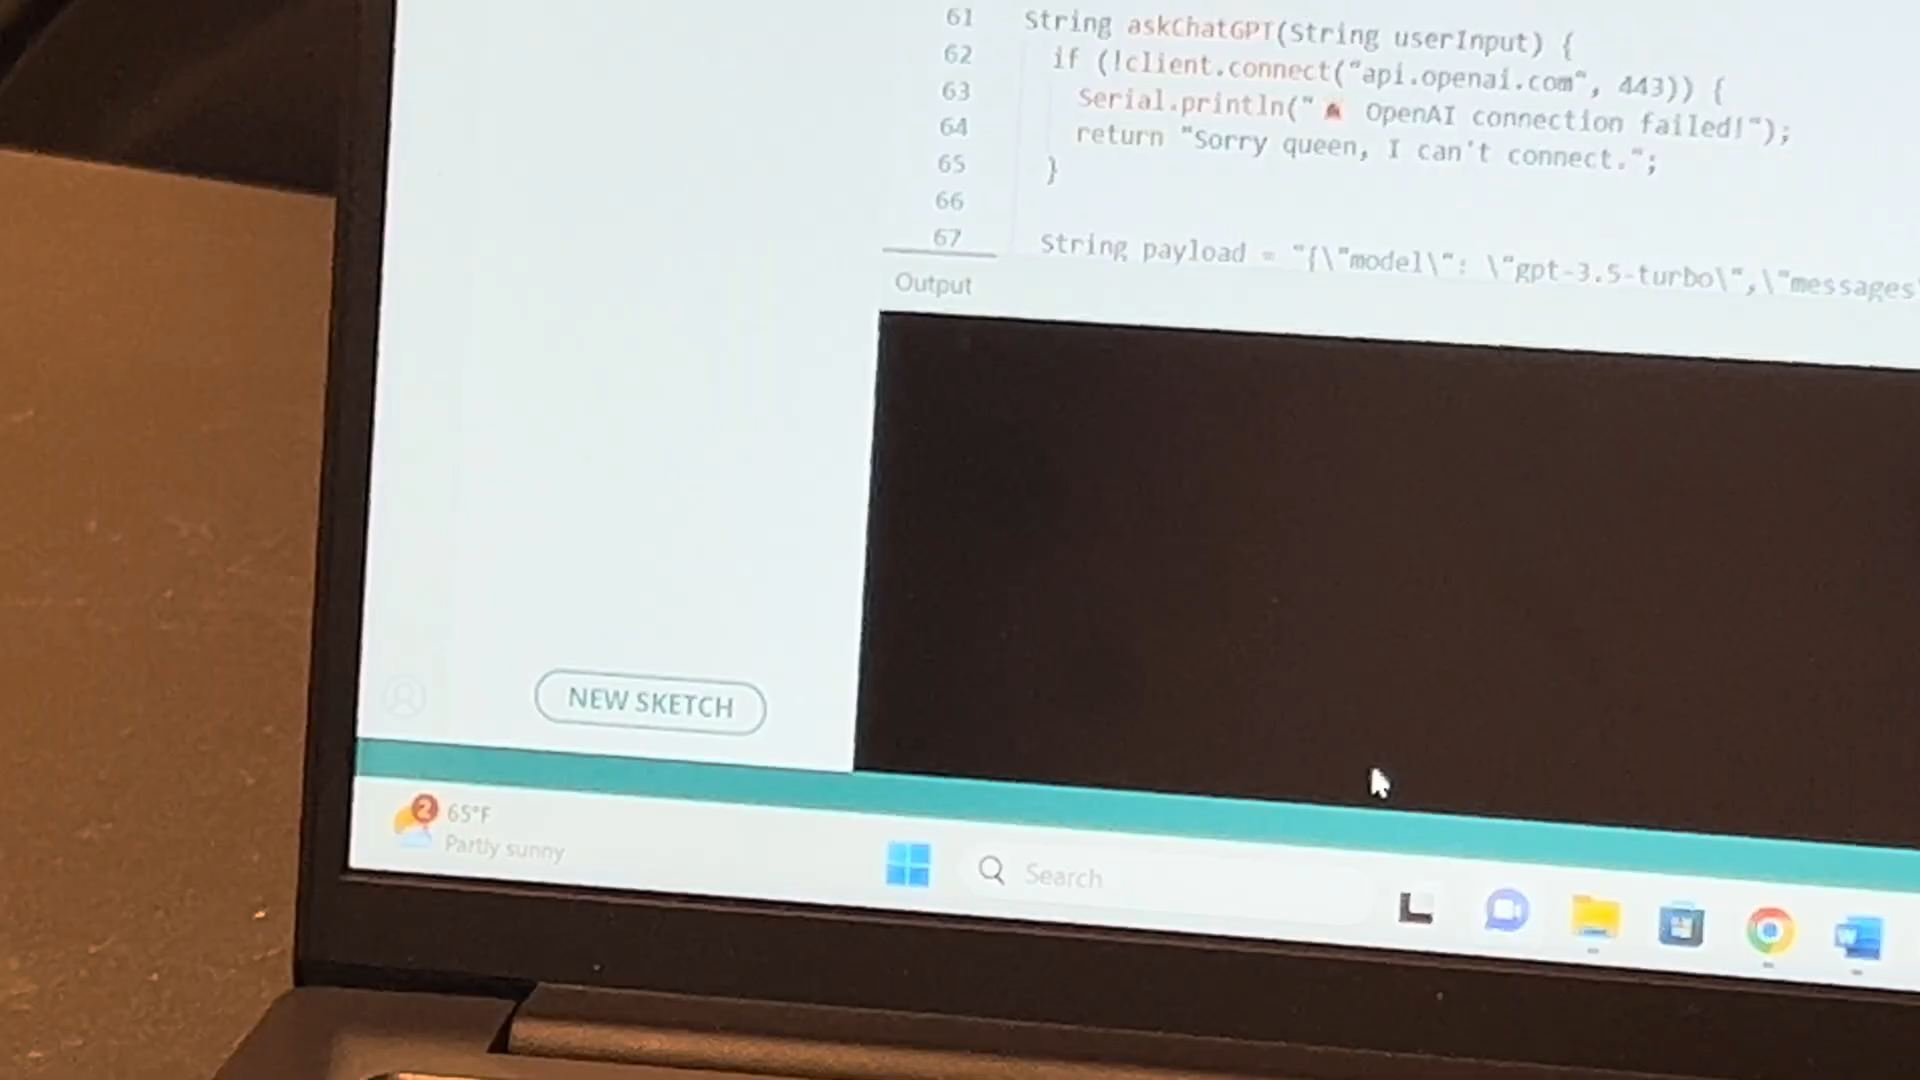 61 String askChatGPT(String userInput) {
62 if (!client.connect("api.openai.com", 443)) {
63 Serial.println("🚨 OpenAI connection failed!");
64 return "Sorry queen, I can't connect.";
65 }
66
67 String payload = "{\"model\": \"gpt-3.5-turbo\",\"messages\
Output
NEW SKETCH
2
65°F
Partly sunny
Search
W